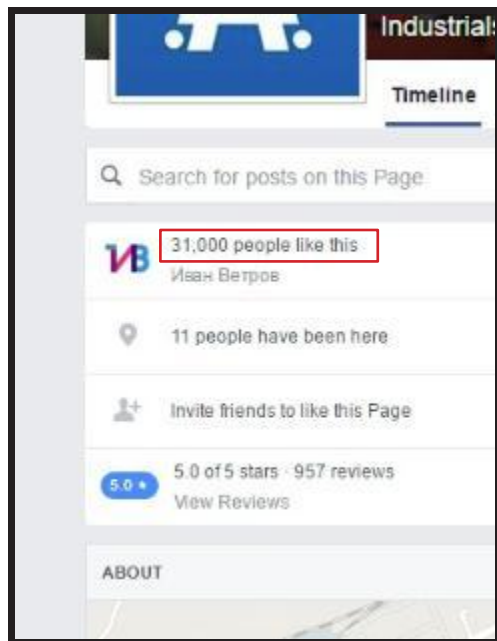 Industrials
Timeline
Search for posts on this Page
31,000 people like this
Иван Ветров
11 people have been here
Invite friends to like this Page
5.0 of 5 stars · 957 reviews
5.0 ★
View Reviews
ABOUT